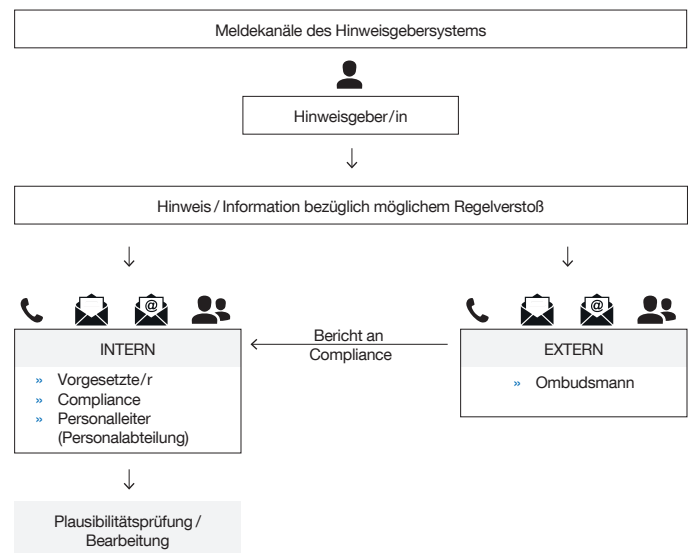 Meldekanäle des Hinweisgebersystems
Hinweisgeber/in
Hinweis / Information bezüglich möglichem Regelverstoß
@
@
INTERN
» Vorgesetzte/r
» Compliance
» Personalleiter
(Personalabteilung)
Bericht an
Compliance
EXTERN
» Ombudsmann
Plausibilitätsprüfung /
Bearbeitung